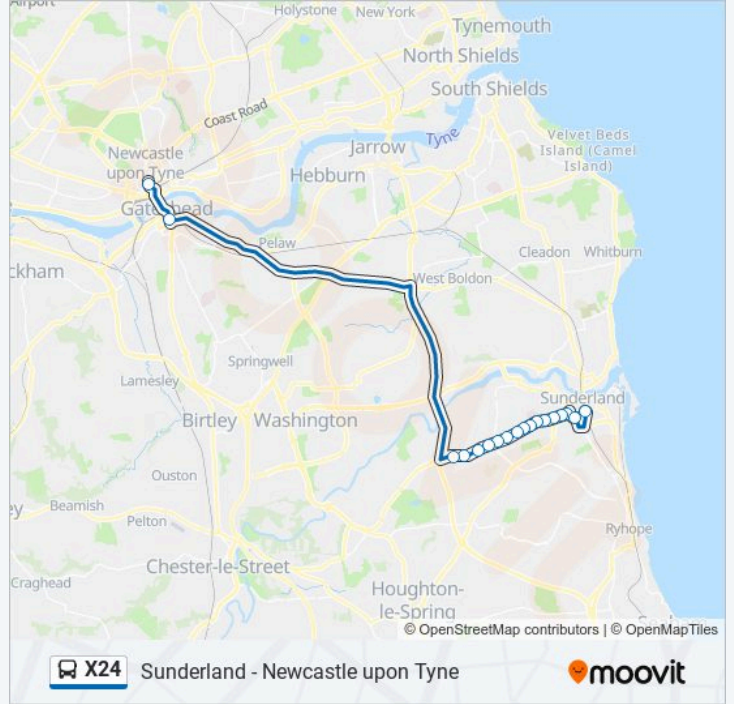 Holystone
New York
Tynemouth
North Shields
South Shields
Coast Road
Tyne
Velvet Beds
Island (Camel
Island)
Jarrow
Newcastle
upon Tyne
Hebburn
Pelaw
Cleadon
Whitburn
ckham
West Boldon
Springwell
Lamesley
Sunderland
Birtley
Washington
Ouston
ey
Beamish
Pelton
Ryhope
Chester-le-Street
Craghead
Houghton-
le-Spring
© OpenStreetMap contributors | © OpenMapTiles
X24
Sunderland - Newcastle upon Tyne
moovit